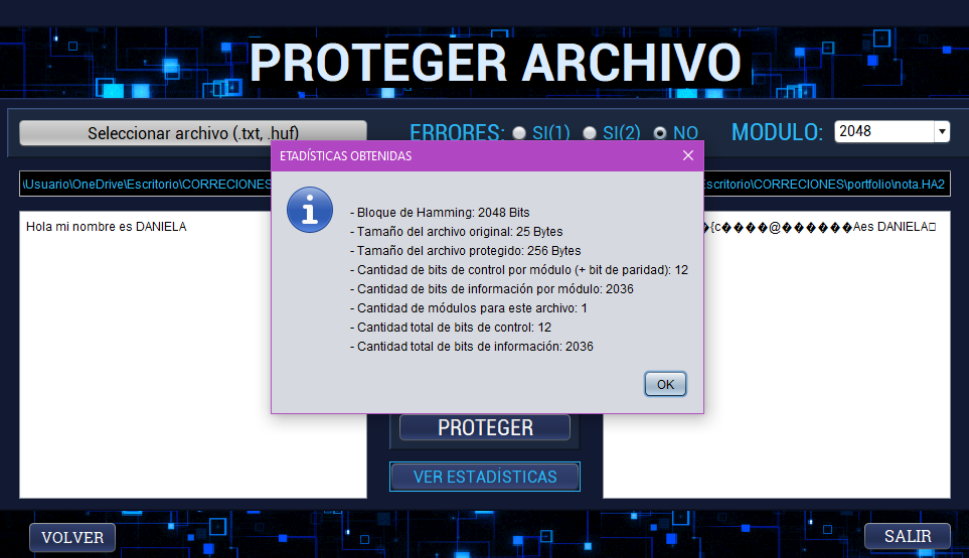 PROTEGER ARCHIVO
Seleccionar archivo (.txt, .huf)
ERRORES: SI(1) SI(2) NO
MODULO: 2048
\Usuario\OneDrive\Escritorio\CORRECIONES
scritorio\CORRECIONES\portfolio\nota.HA2
ETADÍSTICAS OBTENIDAS
- Bloque de Hamming: 2048 Bits
- Tamaño del archivo original: 25 Bytes
- Tamaño del archivo protegido: 256 Bytes
- Cantidad de bits de control por módulo (+ bit de paridad): 12
- Cantidad de bits de información por módulo: 2036
- Cantidad de módulos para este archivo: 1
- Cantidad total de bits de control: 12
- Cantidad total de bits de información: 2036
OK
Hola mi nombre es DANIELA
�{c����@������Aes DANIELA□
PROTEGER
VER ESTADÍSTICAS
VOLVER
SALIR